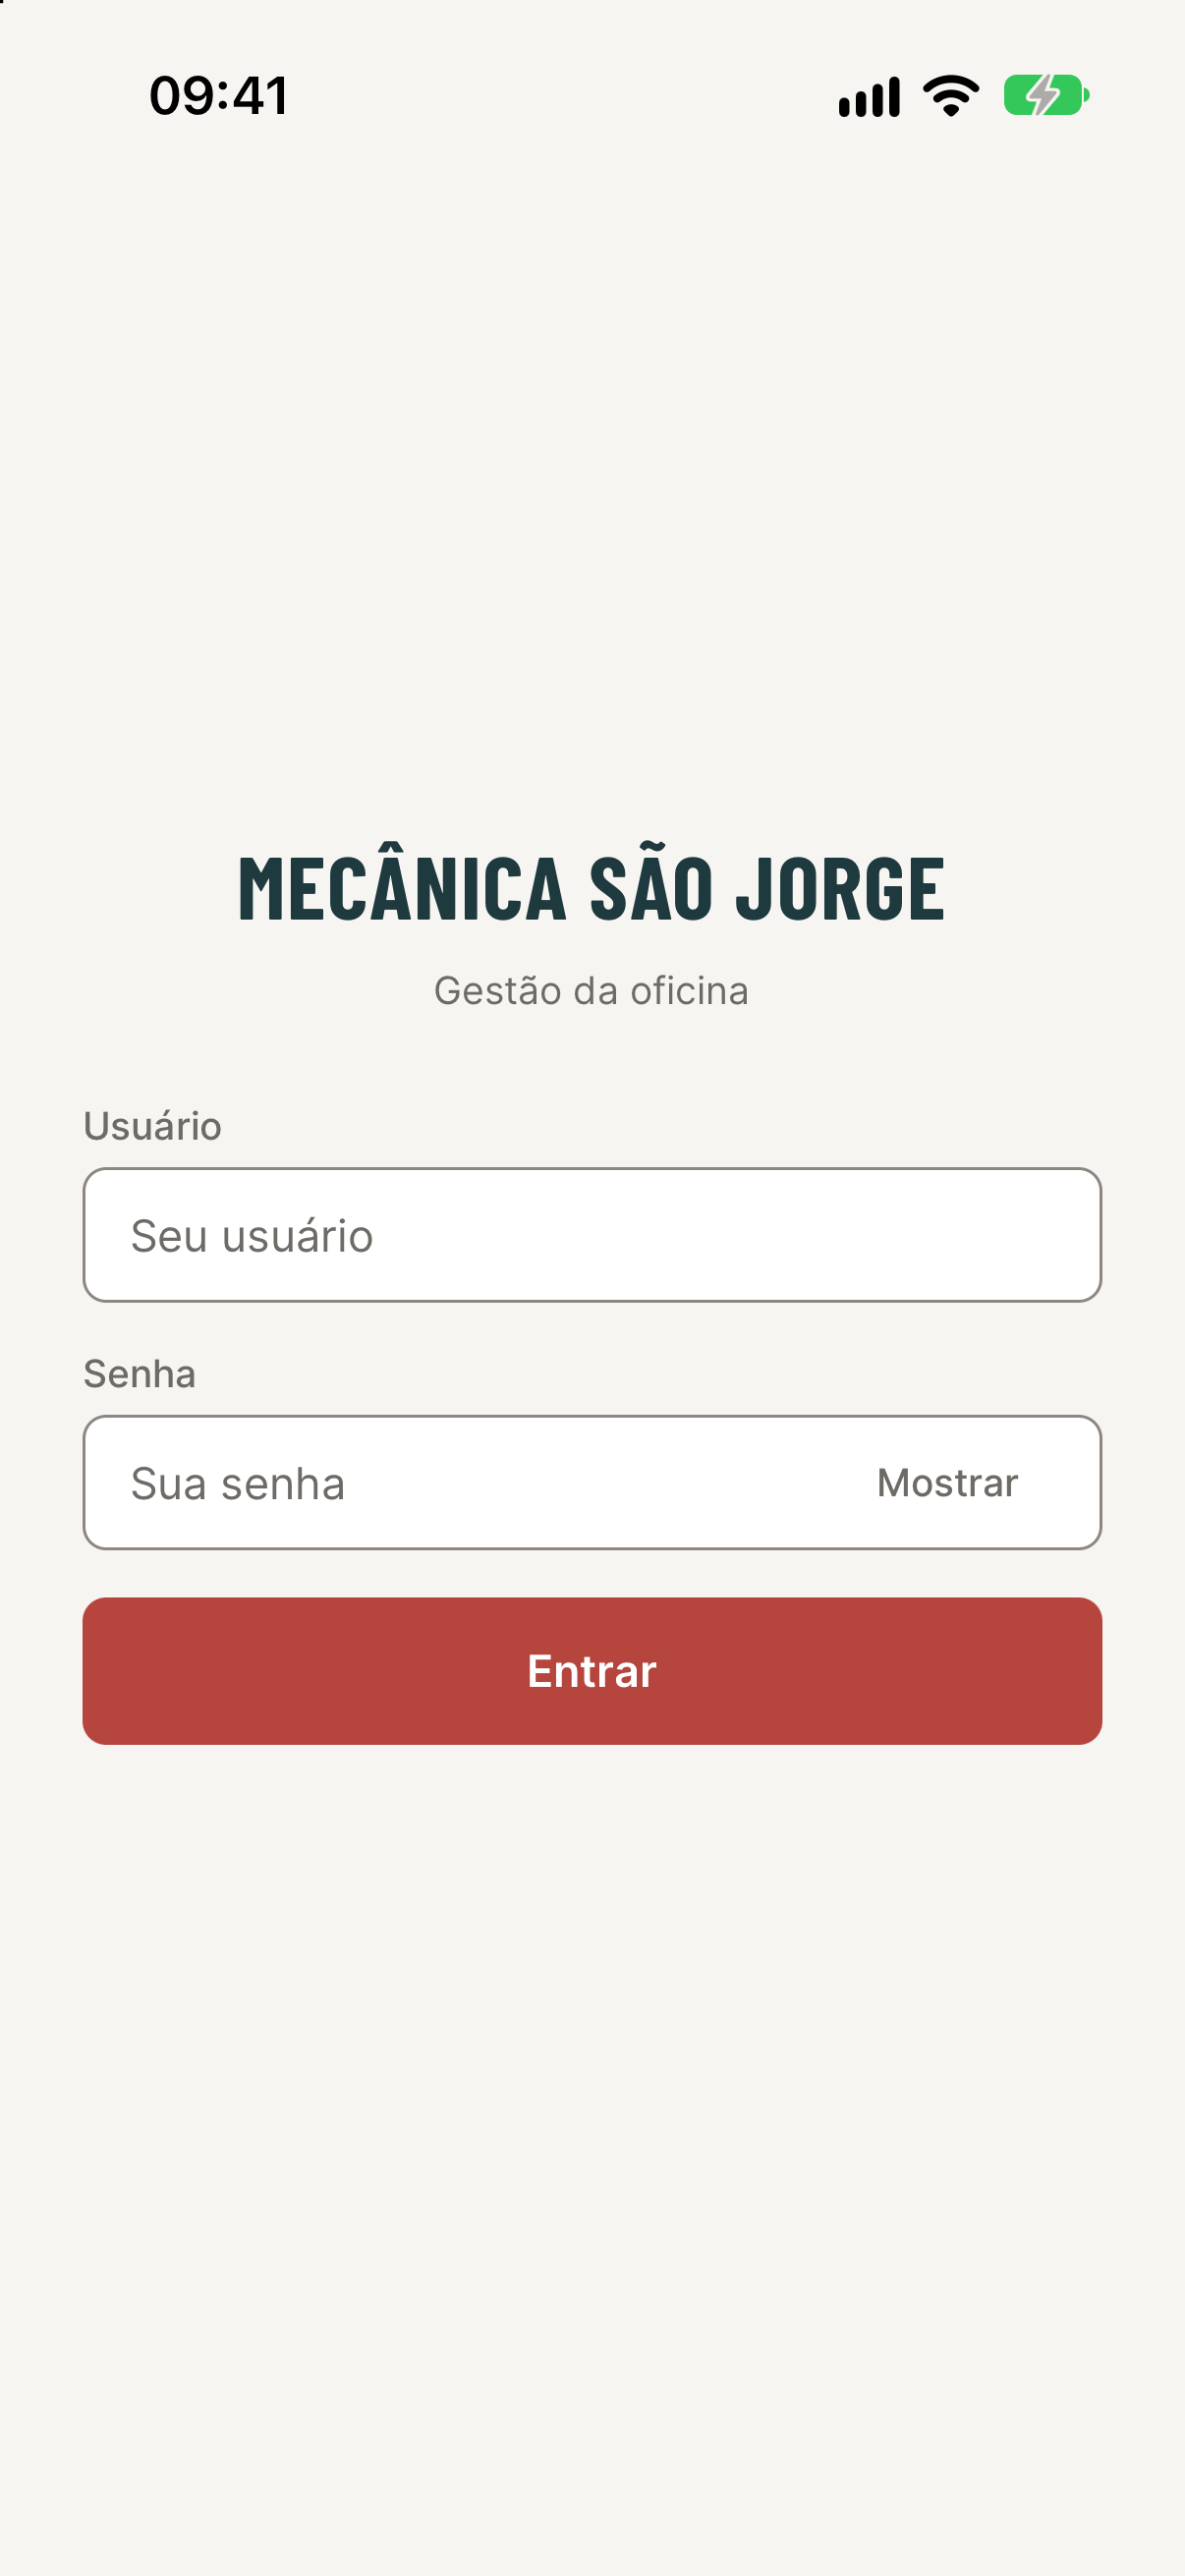 09:41
MECÂNICA SÃO JORGE
Gestão da oficina
Usuário
Seu usuário
Senha
Sua senha
Mostrar
Entrar